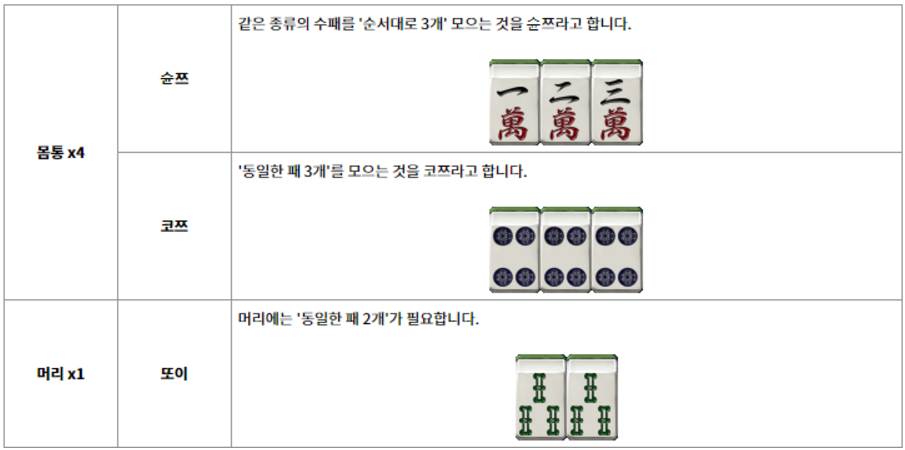 같은 종류의 수패를 '순서대로 3개' 모으는 것을 슌쯔라고 합니다.
몸통 x4
슌쯔
一 二 三
萬 萬 萬
'동일한 패 3개'를 모으는 것을 코쯔라고 합니다.
코쯔
머리에는 '동일한 패 2개'가 필요합니다.
머리 x1
또이